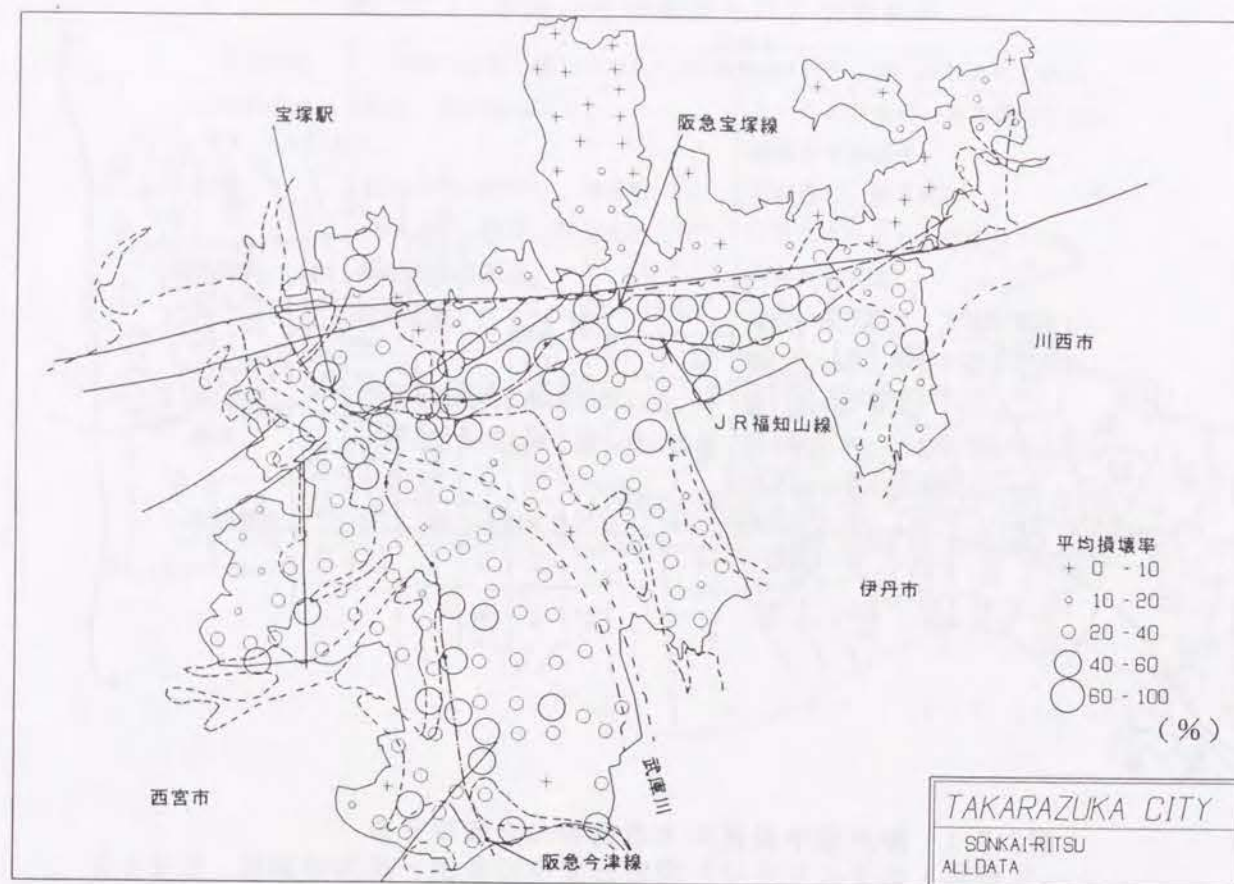 宝塚駅
阪急宝塚線
川西市
JR福知山線
平均損壊率
+ 0 -10
○ 10 -20
○ 20 -40
○ 40 -60
○ 60 -100
(%)
伊丹市
武庫川
西宮市
阪急今津線
TAKARAZUKA CITY
SONKAI-RITSU
ALLDATA